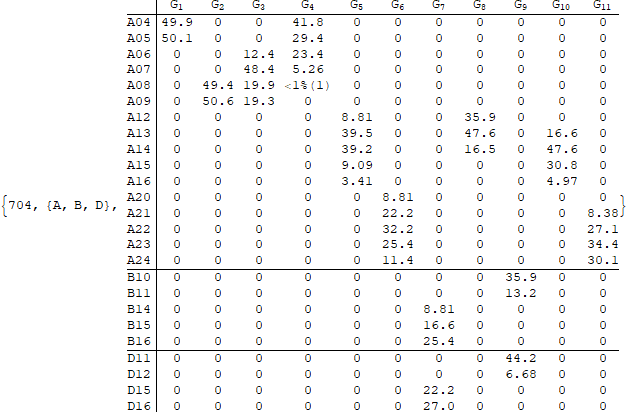 G1 G2 G3 G4 G5 G6 G7 G8 G9 G10 G11
A04 49.9 0 0 41.8 0 0 0 0 0 0 0
A05 50.1 0 0 29.4 0 0 0 0 0 0 0
A06 0 0 12.4 23.4 0 0 0 0 0 0 0
A07 0 0 48.4 5.26 0 0 0 0 0 0 0
A08 0 49.4 19.9 <1%(1) 0 0 0 0 0 0 0
A09 0 50.6 19.3 0 0 0 0 0 0 0 0
A12 0 0 0 0 8.81 0 0 35.9 0 0 0
A13 0 0 0 0 39.5 0 0 47.6 0 16.6 0
A14 0 0 0 0 39.2 0 0 16.5 0 47.6 0
A15 0 0 0 0 9.09 0 0 0 0 30.8 0
A16 0 0 0 0 3.41 0 0 0 0 4.97 0
A20 0 0 0 0 0 8.81 0 0 0 0 0
{704, {A, B, D}, A21 0 0 0 0 0 22.2 0 0 0 0 8.38}
A22 0 0 0 0 0 32.2 0 0 0 0 27.1
A23 0 0 0 0 0 25.4 0 0 0 0 34.4
A24 0 0 0 0 0 11.4 0 0 0 0 30.1
B10 0 0 0 0 0 0 0 0 35.9 0 0
B11 0 0 0 0 0 0 0 0 13.2 0 0
B14 0 0 0 0 0 0 8.81 0 0 0 0
B15 0 0 0 0 0 0 16.6 0 0 0 0
B16 0 0 0 0 0 0 25.4 0 0 0 0
D11 0 0 0 0 0 0 0 0 44.2 0 0
D12 0 0 0 0 0 0 0 0 6.68 0 0
D15 0 0 0 0 0 0 22.2 0 0 0 0
D16 0 0 0 0 0 0 27.0 0 0 0 0